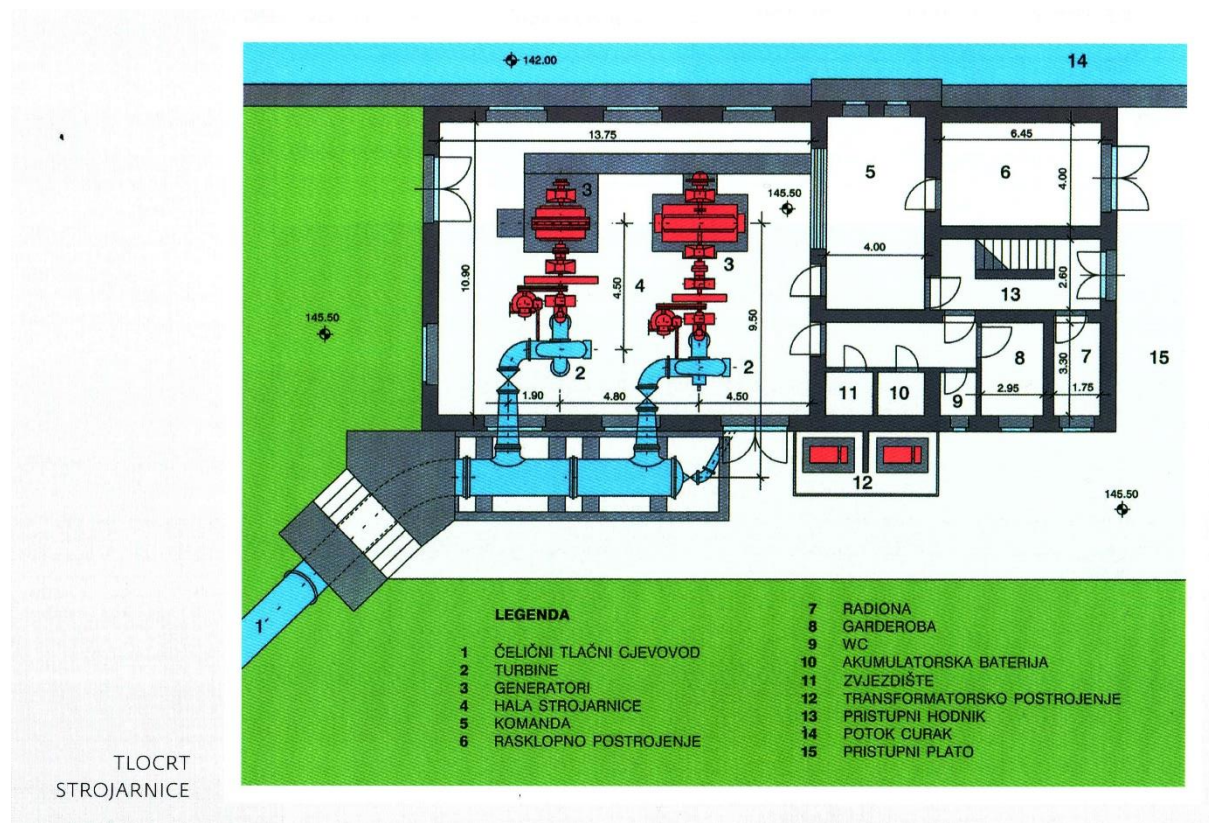 142.00
14
13.75
6.45
3
5
6
4.00
145.50
4.00
10.90
4.50
4
3
9.50
13
2.60
145.50
2
2
8
7
15
3.30
2.95
1.75
11
10
9
1.90
4.80
4.50
12
145.50
1
LEGENDA
1 ČELIČNI TLAČNI CJEVOVOD
2 TURBINE
3 GENERATORI
4 HALA STROJARNICE
5 KOMANDA
6 RASKLOPNO POSTROJENJE
7 RADIONA
8 GARDEROBA
9 WC
10 AKUMULATORSKA BATERIJA
11 ZVJEZDIŠTE
12 TRANSFORMATORSKO POSTROJENJE
13 PRISTUPNI HODNIK
14 POTOK CURAK
15 PRISTUPNI PLATO
TLOCRT
STROJARNICE